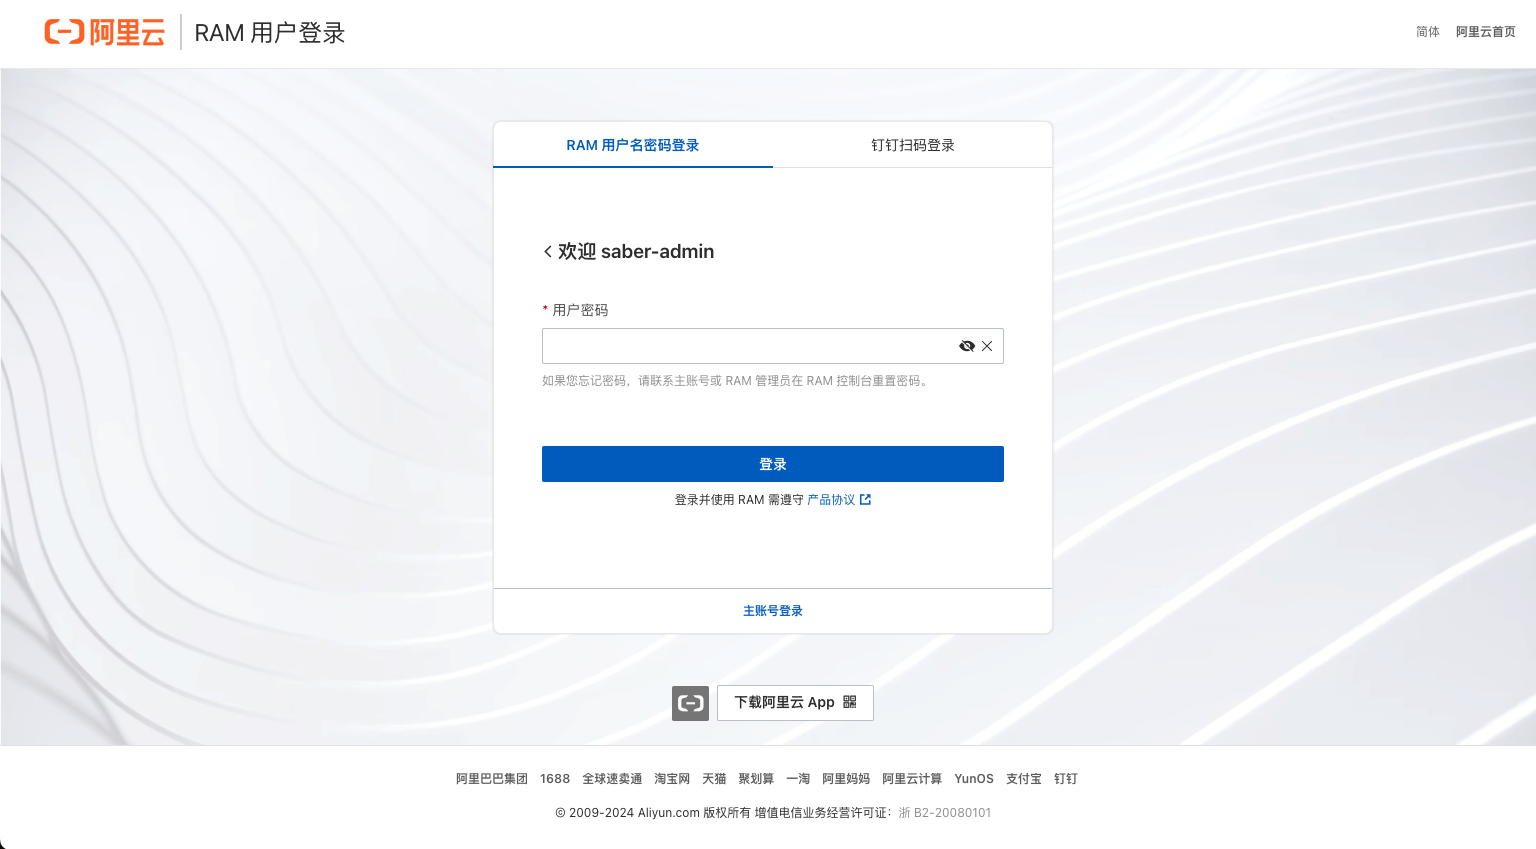 阿里云 RAM 用户登录 简体 阿里云首页
RAM 用户名密码登录 钉钉扫码登录
欢迎 saber-admin
* 用户密码
如果您忘记密码，请联系主账号或 RAM 管理员在 RAM 控制台重置密码。
登录
登录并使用 RAM 需遵守 产品协议
主账号登录
下载阿里云 App
阿里巴巴集团 1688 全球速卖通 淘宝网 天猫 聚划算 一淘 阿里妈妈 阿里云计算 YunOS 支付宝 钉钉
© 2009-2024 Aliyun.com 版权所有 增值电信业务经营许可证：浙 B2-20080101